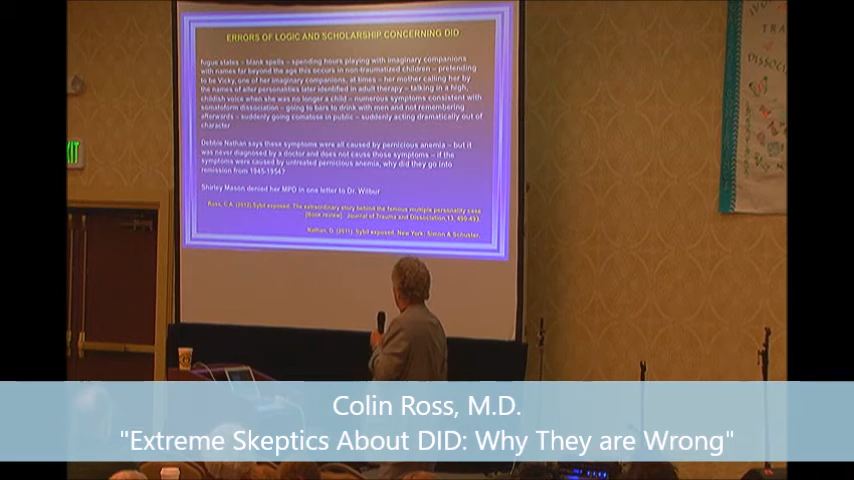 ERRORS OF LOGIC AND SCHOLARSHIP CONCERNING DID
fugue states – blank spells – spending hours playing with imaginary companions
with names far beyond the age this occurs in non-traumatized children – pretending
to be Vicky, one of her imaginary companions, at times – her mother calling her by
the names of alter personalities later identified in adult therapy – talking in a high,
childish voice when she was no longer a child – numerous symptoms consistent with
somatoform dissociation – going to bars to drink with men and not remembering
afterwards – suddenly going comatose in public – suddenly acting dramatically out of
character
Debbie Nathan says these symptoms were all caused by pernicious anemia – but it
was never diagnosed by a doctor and does not cause those symptoms – if the
symptoms were caused by untreated pernicious anemia, why did they go into
remission from 1945-1954?
Shirley Mason denied her MPD in one letter to Dr. Wilbur
Ross, C.A. (2012) Sybil exposed. The extraordinary story behind the famous multiple personality case
[Book review]. Journal of Trauma and Dissociation, 13, 490-493.
Nathan, D. (2011). Sybil exposed. New York: Simon & Schuster.
TRA
DISSOC
XIT
Colin Ross, M.D.
"Extreme Skeptics About DID: Why They are Wrong"